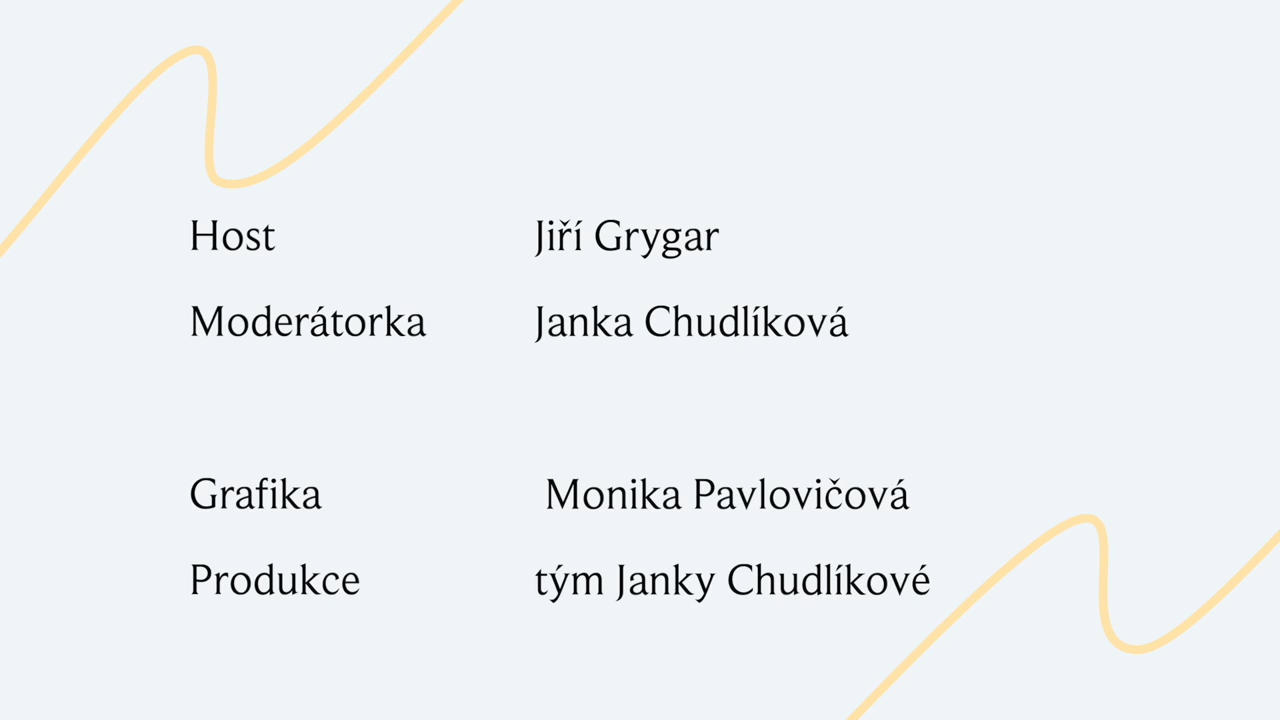 Host Jiří Grygar
Moderátorka Janka Chudlíková
Grafika Monika Pavlovičová
Produkce tým Janky Chudlíkové